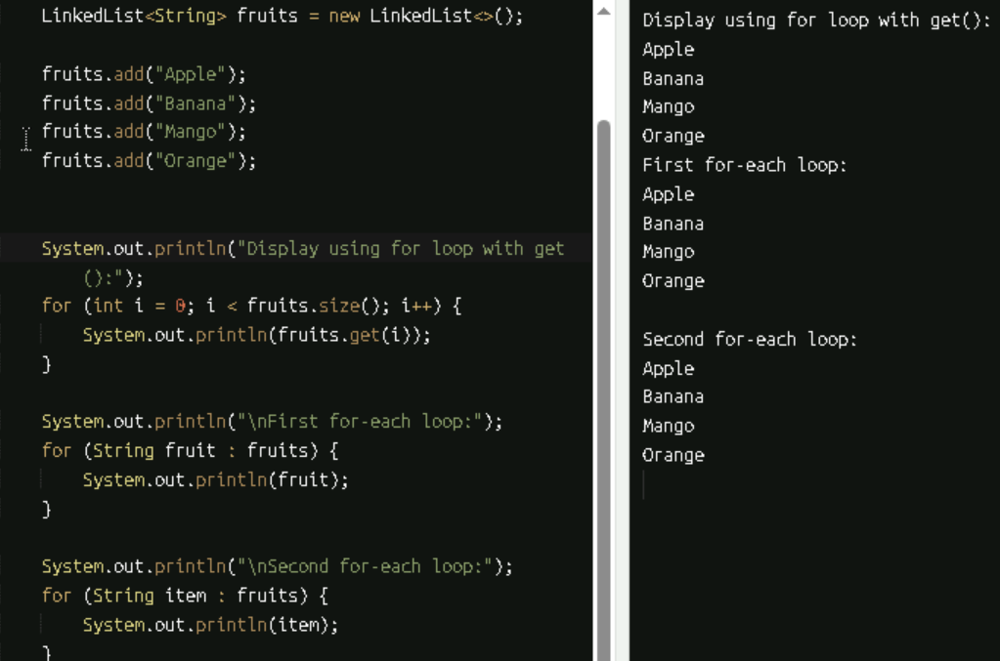 LinkedList<String> fruits = new LinkedList<>();
fruits.add("Apple");
fruits.add("Banana");
fruits.add("Mango");
fruits.add("Orange");
System.out.println("Display using for loop with get
():");
for (int i = 0; i < fruits.size(); i++) {
System.out.println(fruits.get(i));
}
System.out.println("\nFirst for-each loop:");
for (String fruit : fruits) {
System.out.println(fruit);
}
System.out.println("\nSecond for-each loop:");
for (String item : fruits) {
System.out.println(item);
}
Display using for loop with get():
Apple
Banana
Mango
Orange
First for-each loop:
Apple
Banana
Mango
Orange
Second for-each loop:
Apple
Banana
Mango
Orange